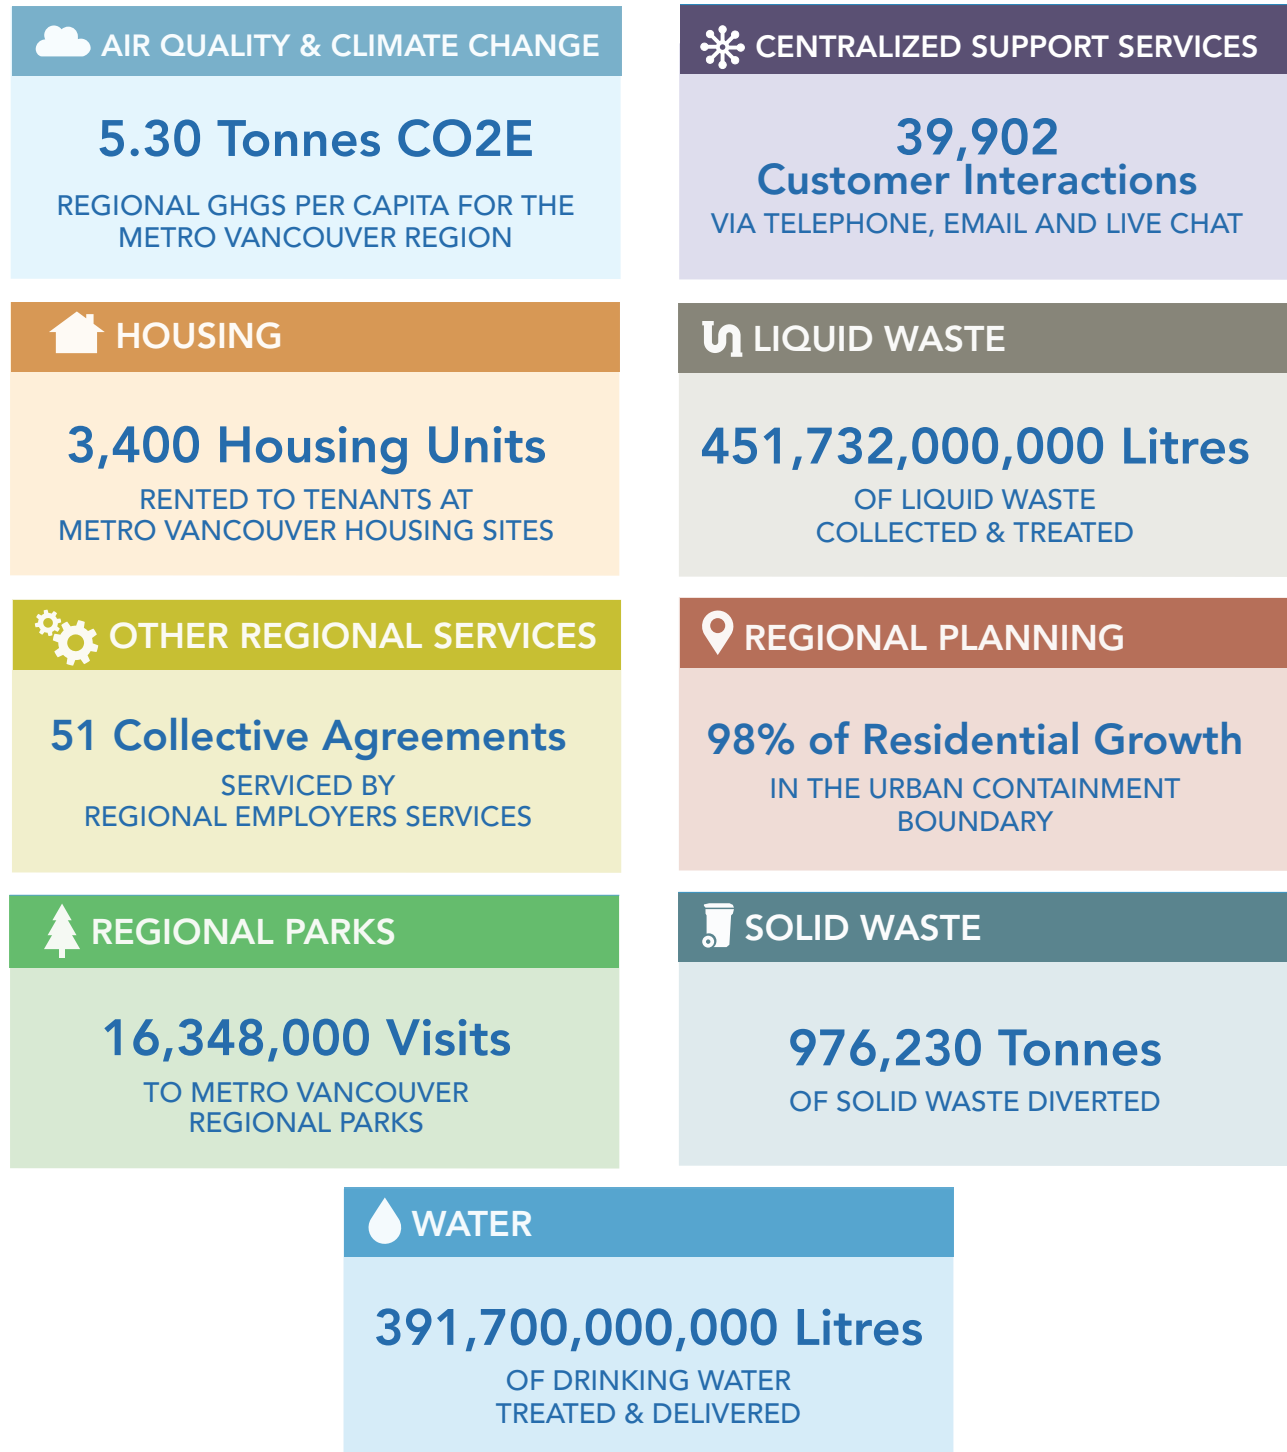 AIR QUALITY & CLIMATE CHANGE
5.30 Tonnes CO2E
REGIONAL GHGS PER CAPITA FOR THE
METRO VANCOUVER REGION
CENTRALIZED SUPPORT SERVICES
39,902
Customer Interactions
VIA TELEPHONE, EMAIL AND LIVE CHAT
HOUSING
3,400 Housing Units
RENTED TO TENANTS AT
METRO VANCOUVER HOUSING SITES
LIQUID WASTE
451,732,000,000 Litres
OF LIQUID WASTE
COLLECTED & TREATED
OTHER REGIONAL SERVICES
51 Collective Agreements
SERVICED BY
REGIONAL EMPLOYERS SERVICES
REGIONAL PLANNING
98% of Residential Growth
IN THE URBAN CONTAINMENT
BOUNDARY
REGIONAL PARKS
16,348,000 Visits
TO METRO VANCOUVER
REGIONAL PARKS
SOLID WASTE
976,230 Tonnes
OF SOLID WASTE DIVERTED
WATER
391,700,000,000 Litres
OF DRINKING WATER
TREATED & DELIVERED